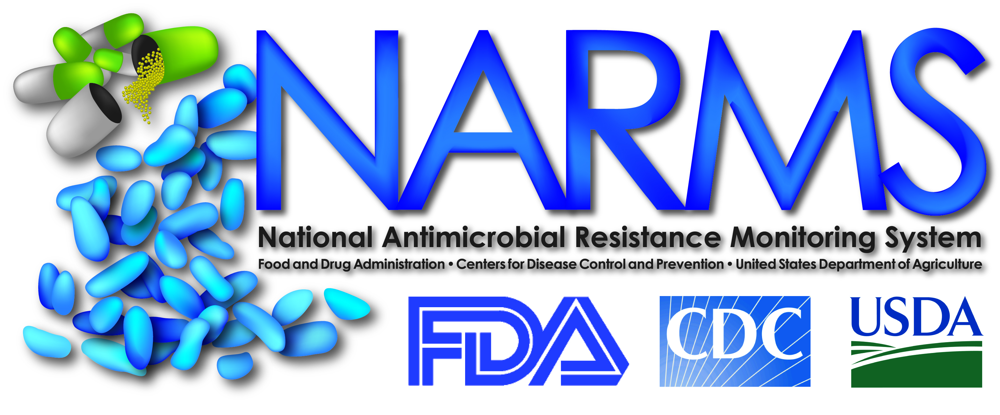 NARMS
National Antimicrobial Resistance Monitoring System
Food and Drug Administration • Centers for Disease Control and Prevention • United States Department of Agriculture
FDA CDC USDA